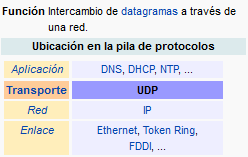 Función Intercambio de datagramas a través de
una red.
Ubicación en la pila de protocolos
Aplicación DNS, DHCP, NTP, ...
Transporte UDP
Red IP
Enlace Ethernet, Token Ring,
FDDI, ...